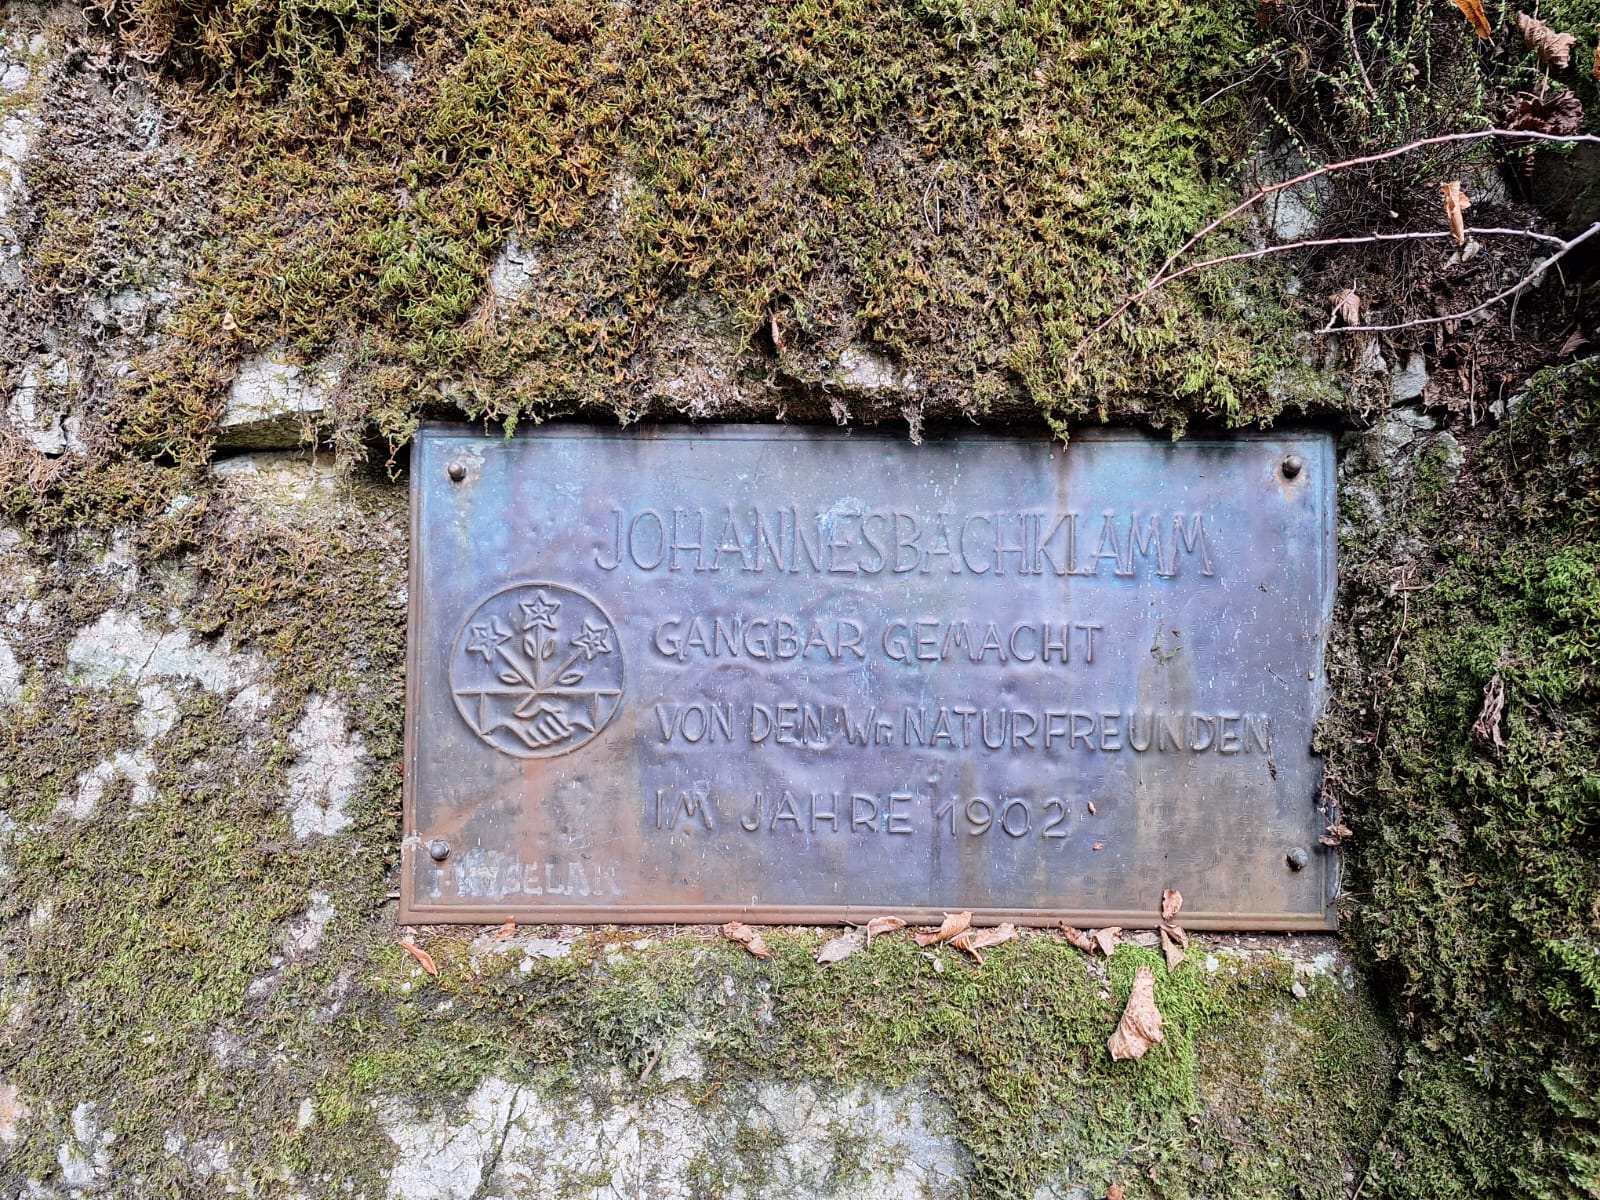 JOHANNESBACHKLAMM
GANGBAR GEMACHT
VON DEN Wr. NATURFREUNDEN
IM JAHRE 1902
J. KYSELAK